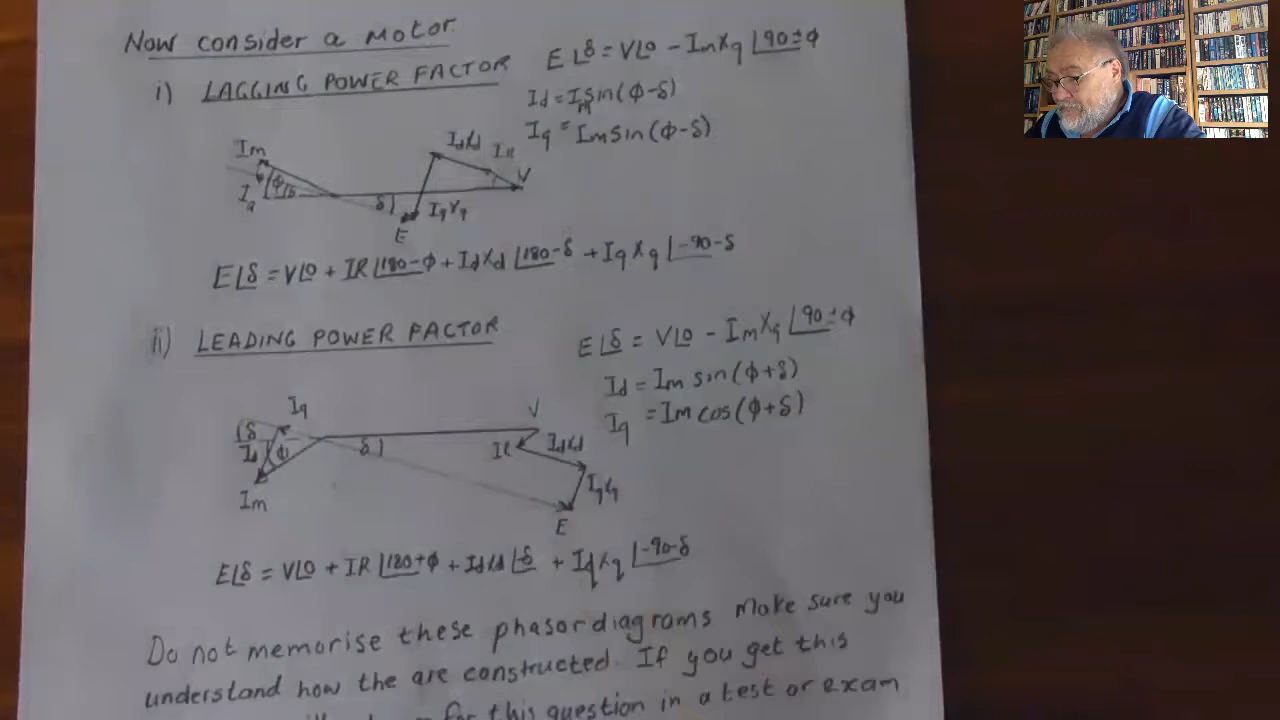 Now consider a motor
i) LAGGING POWER FACTOR
E∠δ = V∠0 - ImXq ∠90±ϕ
Id = Im sin(ϕ-δ)
Iq = Im sin(ϕ-δ)
Im
ϕ
δ
Iq
δ
IdXd
IR
V
IqXq
E
E∠δ = V∠0 + IR ∠180-ϕ + IdXd ∠180-δ + IqXq ∠-90-δ
ii) LEADING POWER FACTOR
E∠δ = V∠0 - ImXq ∠90±ϕ
Id = Im sin(ϕ+δ)
Iq = Im cos(ϕ+δ)
Iq
δ
Id
ϕ
Im
δ
V
IR
IdXd
IqXq
E
E∠δ = V∠0 + IR ∠180+ϕ + IdXd ∠-δ + IqXq ∠-90-δ
Do not memorise these phasor diagrams Make sure you
understand how the are constructed. If you get this
for this question in a test or exam